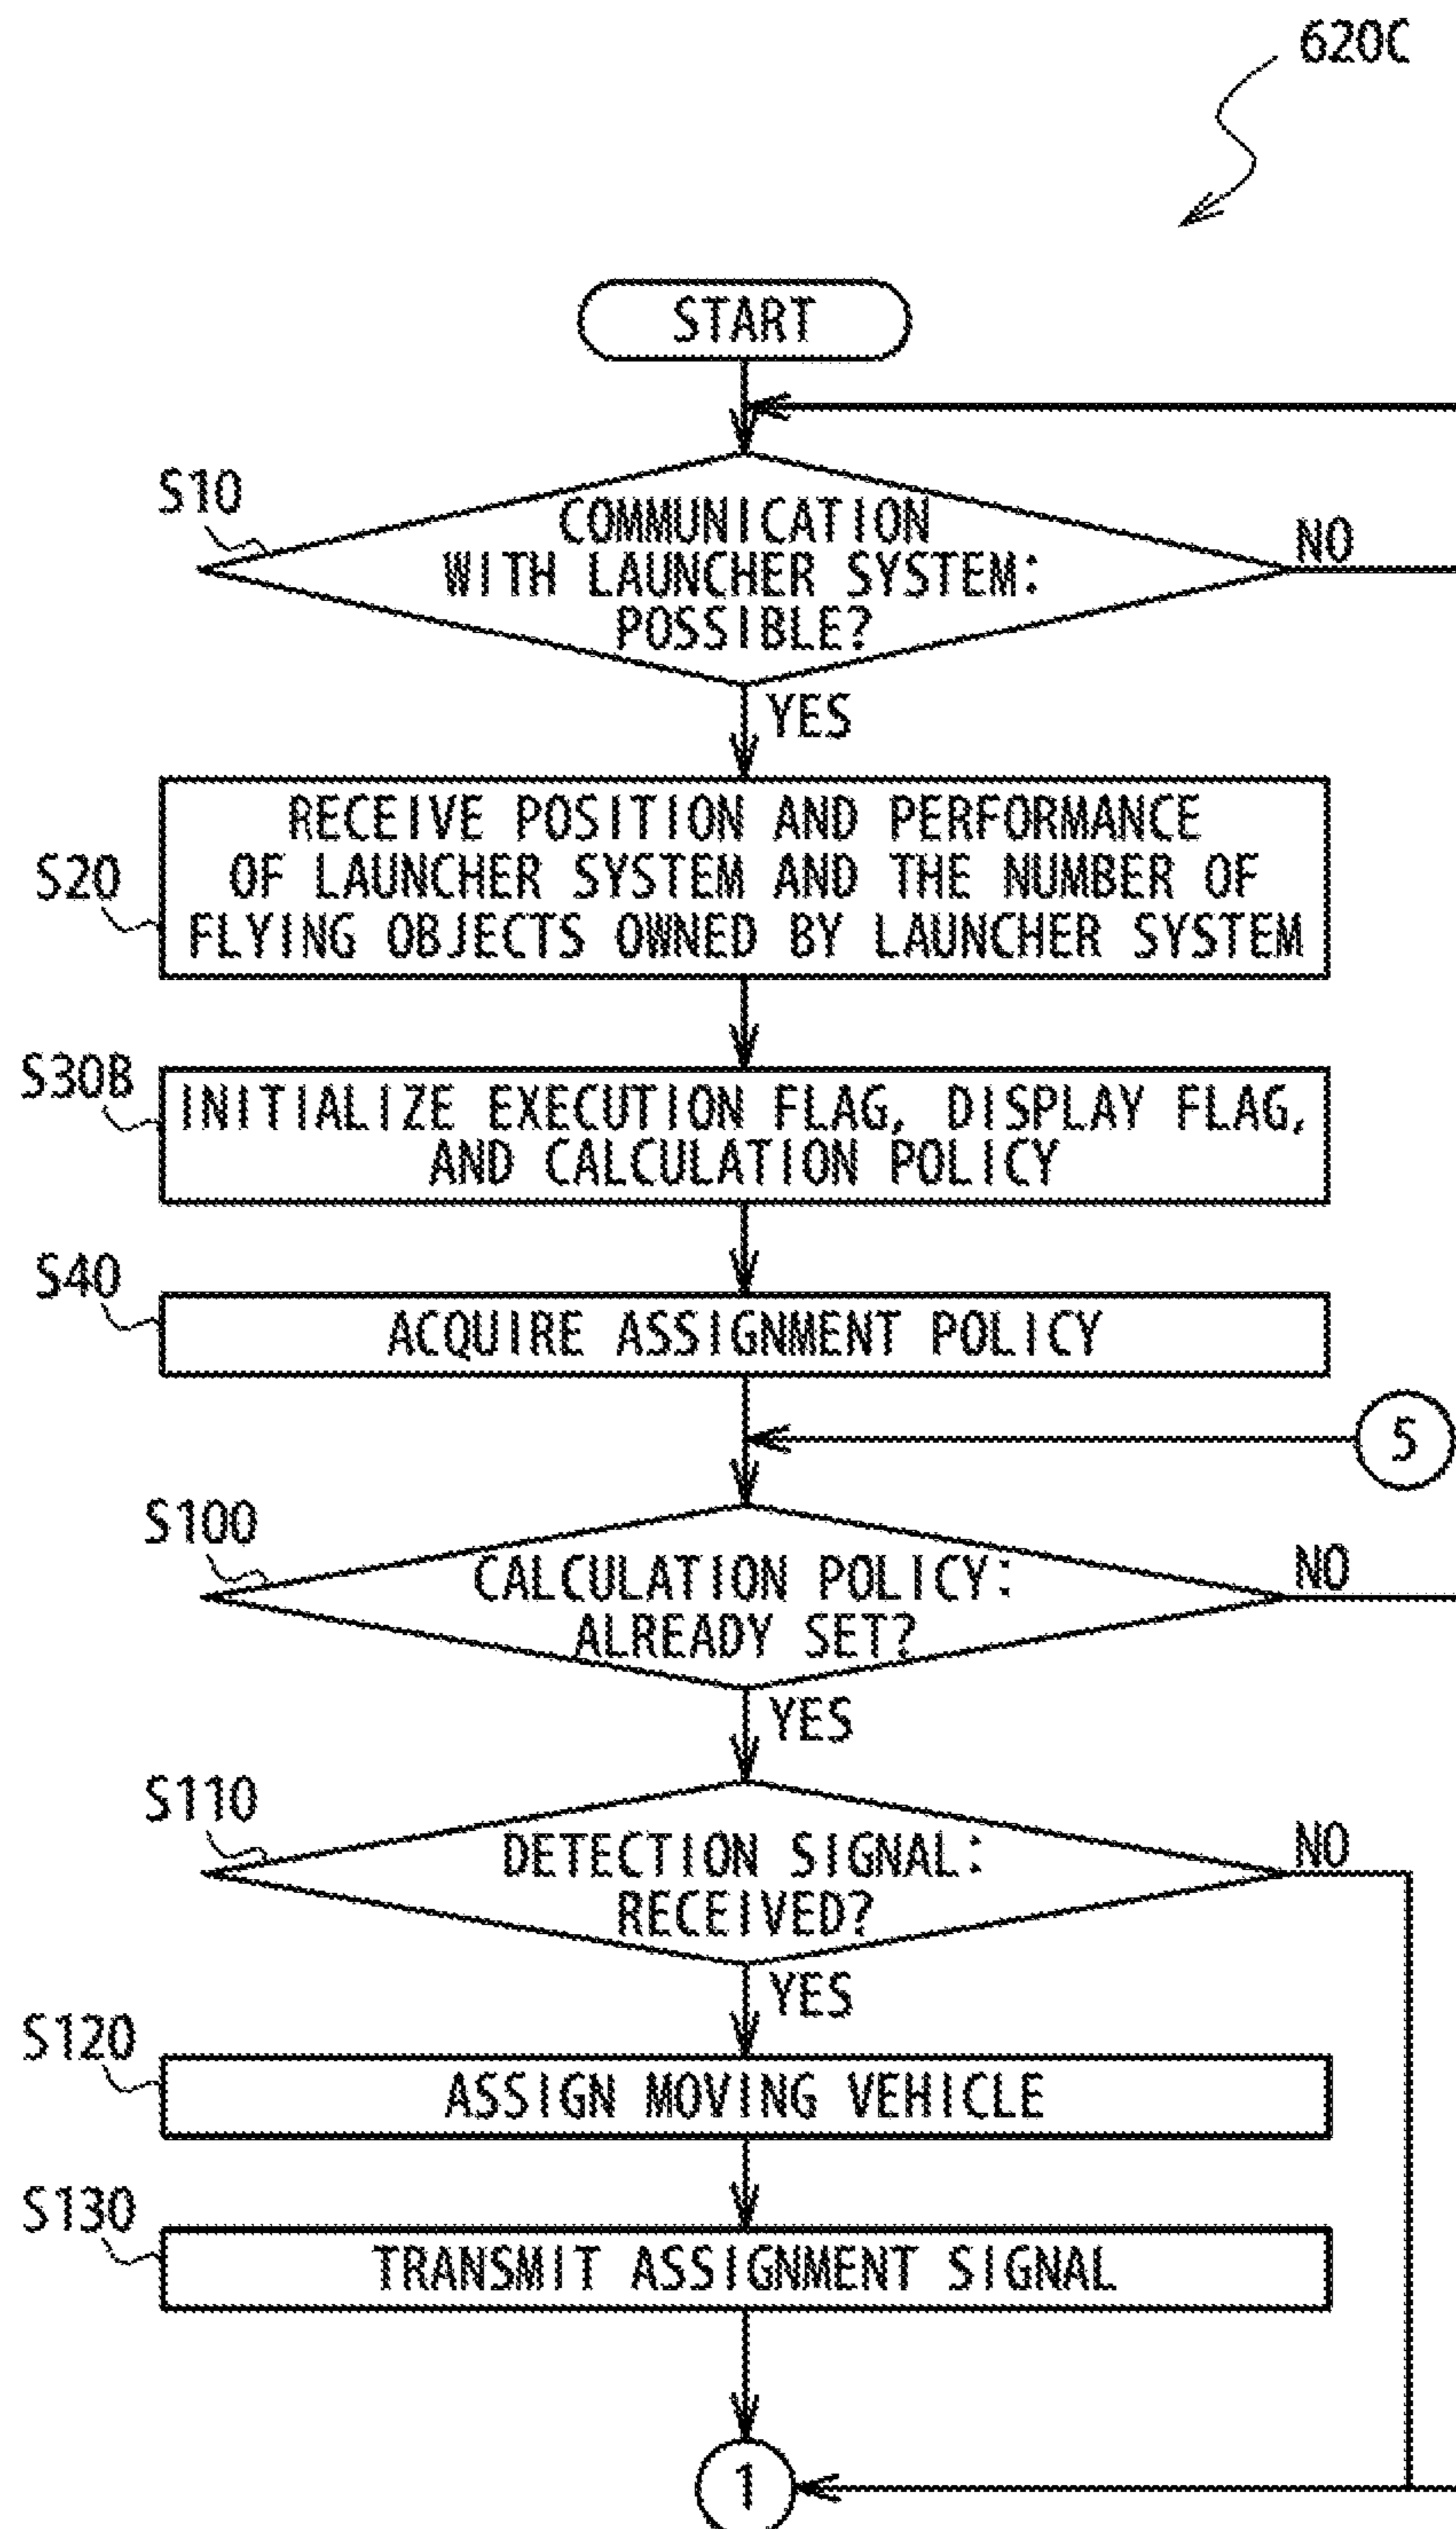 620C
START
S10
COMMUNICATION
WITH LAUNCHER SYSTEM:
POSSIBLE?
NO
YES
S20
RECEIVE POSITION AND PERFORMANCE
OF LAUNCHER SYSTEM AND THE NUMBER OF
FLYING OBJECTS OWNED BY LAUNCHER SYSTEM
S30B
INITIALIZE EXECUTION FLAG, DISPLAY FLAG,
AND CALCULATION POLICY
S40
ACQUIRE ASSIGNMENT POLICY
5
S100
CALCULATION POLICY:
ALREADY SET?
NO
YES
S110
DETECTION SIGNAL:
RECEIVED?
NO
YES
S120
ASSIGN MOVING VEHICLE
S130
TRANSMIT ASSIGNMENT SIGNAL
1